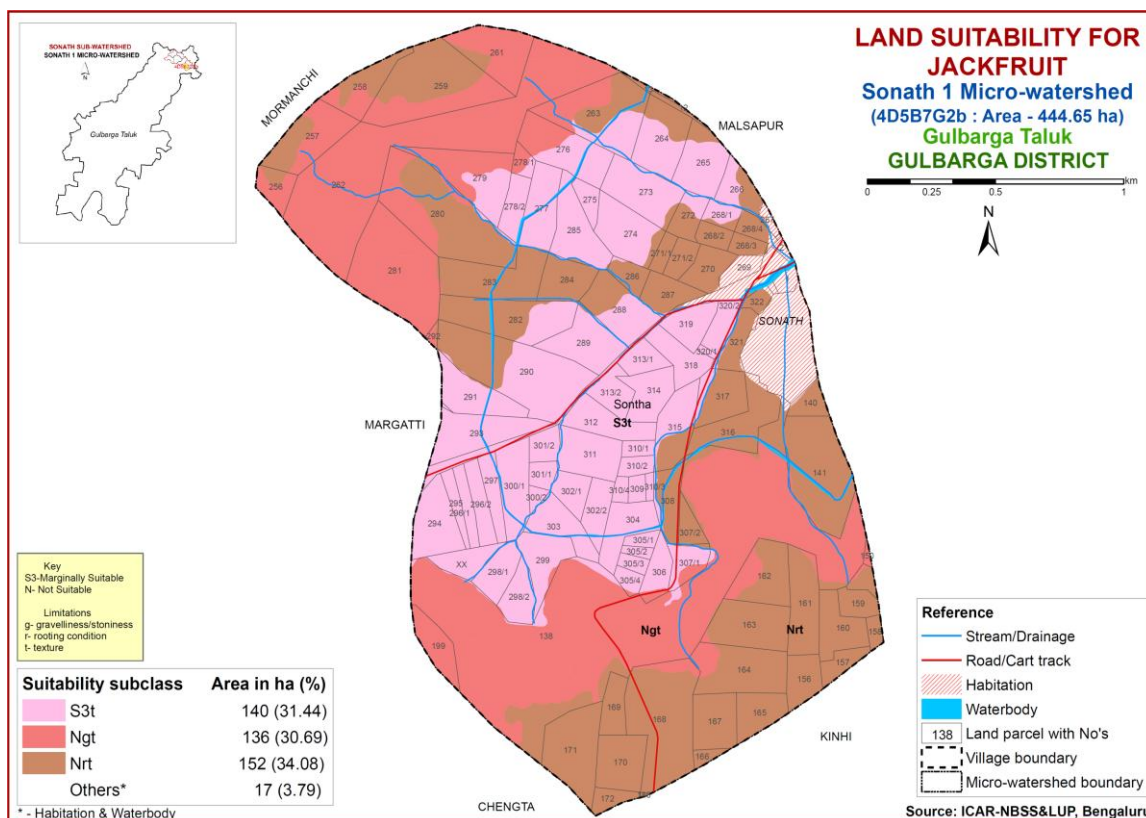 SONATH SUB-WATERSHED
SONATH 1 MICRO-WATERSHED
Gulbarga Taluk
LAND SUITABILITY FOR
JACKFRUIT
Sonath 1 Micro-watershed
(4D5B7G2b : Area - 444.65 ha)
Gulbarga Taluk
GULBARGA DISTRICT
km
0 0.25 0.5 1
N
MORMANCHI
MALSAPUR
261
258
259
263
257
264
276
265
278/1
256
262
279
273
266
278/2
277
275
280
272
268/1
285
274
268/2
268/4
271/1
271/2
268/3
281
270
269
283
284
286
287
322
320/2
288
282
319
SONATH
292
289
321
320/1
313/1
318
290
314
313/2
317
140
291
Sontha
312
S3t
315
316
MARGATTI
293
301/2
310/1
311
310/2
141
301/1
297
300/1
295
296/2
302/1
310/4
309
310/3
296/1
300/2
308
294
302/2
304
303
307/2
305/1
305/2
299
XX
305/3
306
307/1
298/1
305/4
162
298/2
161
159
163
160
138
Ngt
Nrt
158
199
164
157
156
169
168
167
165
171
166
170
172
KINHI
CHENGTA
Key
S3-Marginally Suitable
N- Not Suitable
Limitations
g- gravelliness/stoniness
r- rooting condition
t- texture
Suitability subclass Area in ha (%)
S3t 140 (31.44)
Ngt 136 (30.69)
Nrt 152 (34.08)
Others* 17 (3.79)
* - Habitation & Waterbody
Reference
Stream/Drainage
Road/Cart track
Habitation
Waterbody
138 Land parcel with No's
Village boundary
Micro-watershed boundary
Source: ICAR-NBSS&LUP, Bengaluru